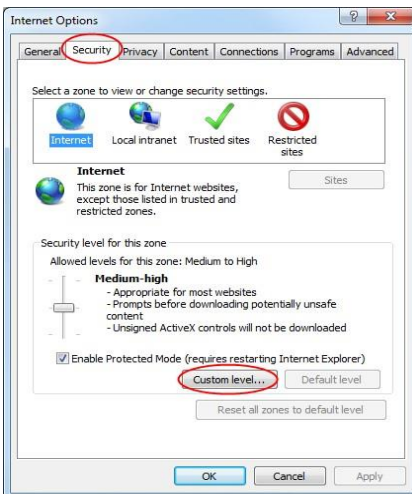 Internet Options
General Security Privacy Content Connections Programs Advanced
Select a zone to view or change security settings.
Internet Local intranet Trusted sites Restricted
sites
Internet
This zone is for Internet websites,
except those listed in trusted and
restricted zones.
Sites
Security level for this zone
Allowed levels for this zone: Medium to High
Medium-high
- Appropriate for most websites
- Prompts before downloading potentially unsafe
content
- Unsigned ActiveX controls will not be downloaded
Enable Protected Mode (requires restarting Internet Explorer)
Custom level... Default level
Reset all zones to default level
OK Cancel Apply